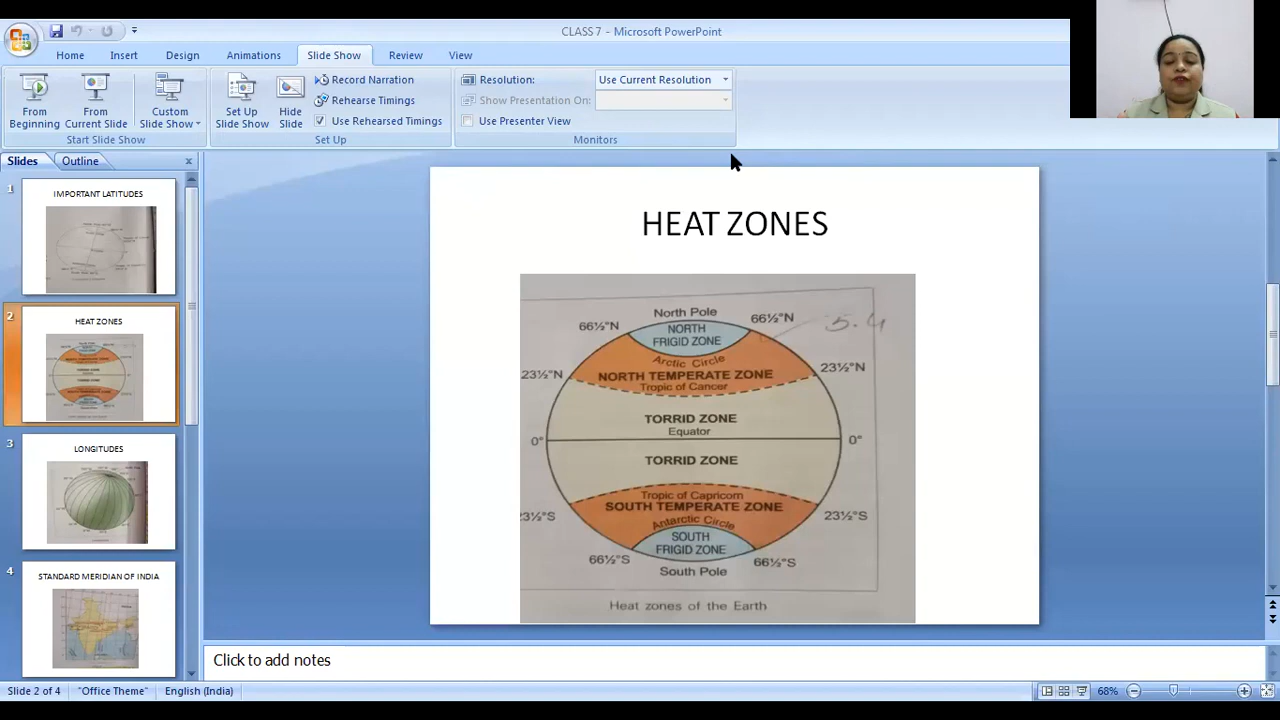 CLASS 7 - Microsoft PowerPoint
Home Insert Design Animations Slide Show Review View
From Beginning
From Current Slide
Custom Slide Show
Start Slide Show
Set Up Slide Show
Hide Slide
Record Narration
Rehearse Timings
Use Rehearsed Timings
Set Up
Resolution: Use Current Resolution
Show Presentation On:
Use Presenter View
Monitors
Slides Outline
1
IMPORTANT LATITUDES
2
HEAT ZONES
3
LONGITUDES
4
STANDARD MERIDIAN OF INDIA
HEAT ZONES
North Pole
66½°N 66½°N
5.4
NORTH
FRIGID ZONE
Arctic Circle
23½°N 23½°N
NORTH TEMPERATE ZONE
Tropic of Cancer
TORRID ZONE
Equator
0° 0°
TORRID ZONE
Tropic of Capricorn
SOUTH TEMPERATE ZONE
23½°S 23½°S
Antarctic Circle
SOUTH
FRIGID ZONE
66½°S 66½°S
South Pole
Heat zones of the Earth
Click to add notes
Slide 2 of 4 "Office Theme" English (India) 68%